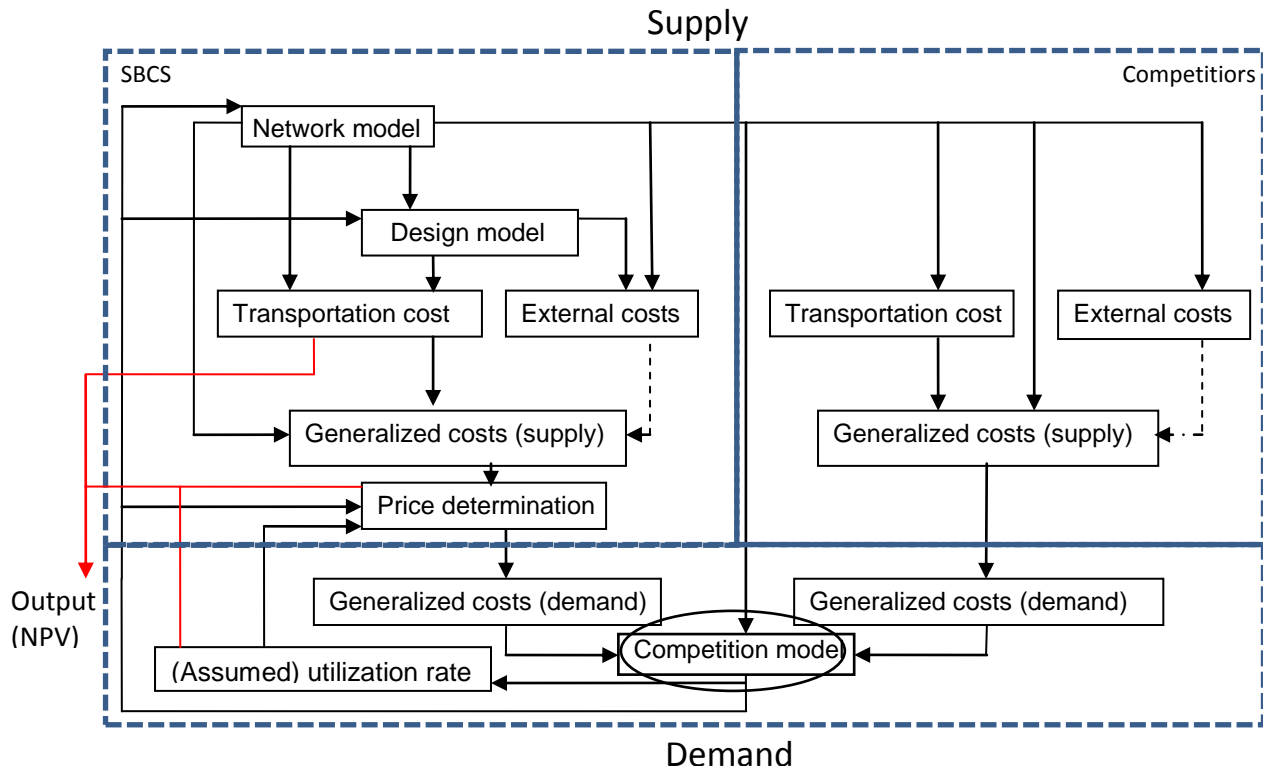 Supply
SBCS
Competitiors
Network model
Design model
Transportation cost
External costs
Transportation cost
External costs
Generalized costs (supply)
Generalized costs (supply)
Price determination
Generalized costs (demand)
Generalized costs (demand)
Output
(NPV)
Competition model
(Assumed) utilization rate
Demand